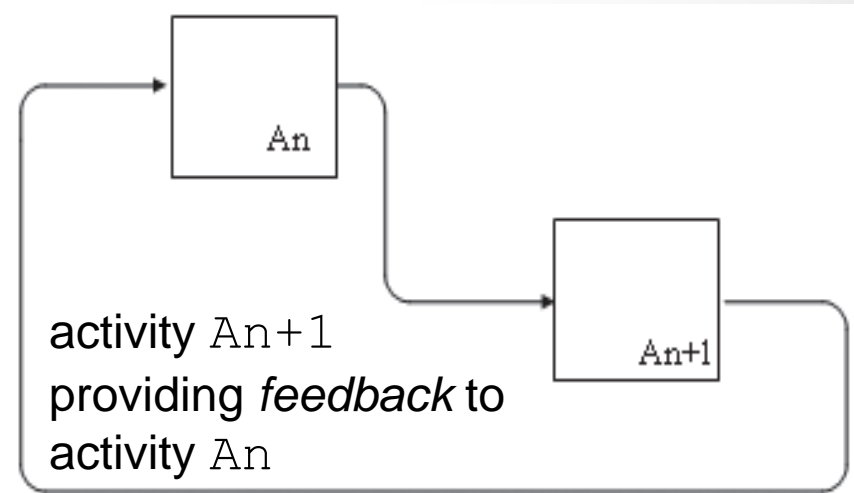 An
An+1
activity An+1
providing feedback to
activity An